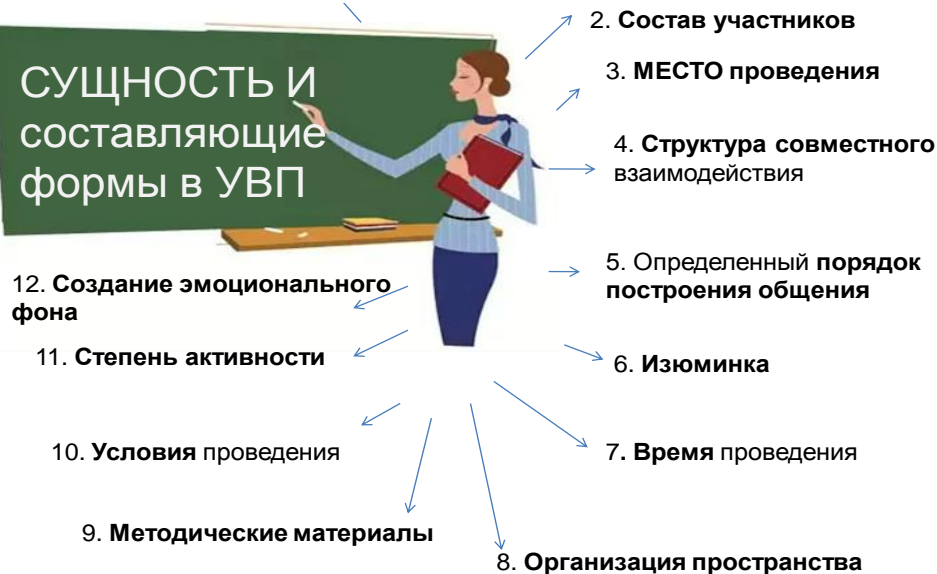 СУЩНОСТЬ И
составляющие
формы в УВП
2. Состав участников
3. МЕСТО проведения
4. Структура совместного
взаимодействия
5. Определенный порядок
построения общения
6. Изюминка
7. Время проведения
8. Организация пространства
9. Методические материалы
10. Условия проведения
11. Степень активности
12. Создание эмоционального
фона